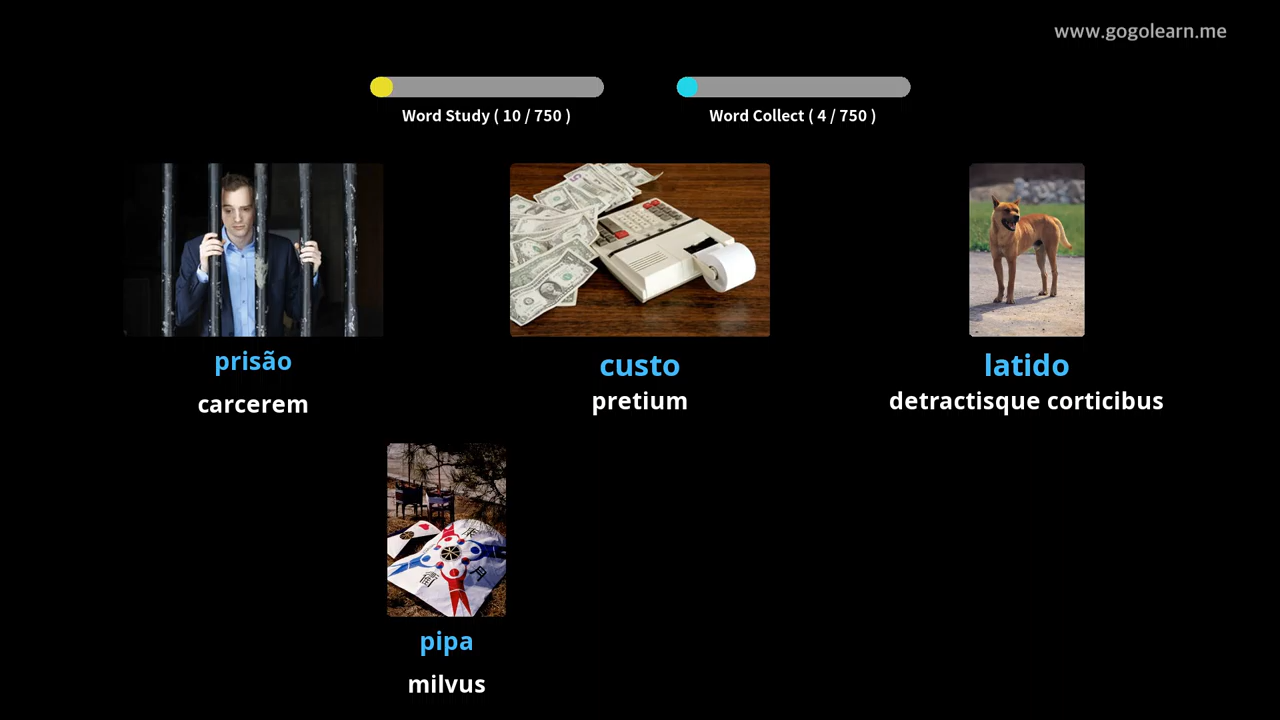 www.gogolearn.me
Word Study ( 10 / 750 )
Word Collect ( 4 / 750 )
prisão
carcerem
custo
pretium
latido
detractisque corticibus
pipa
milvus